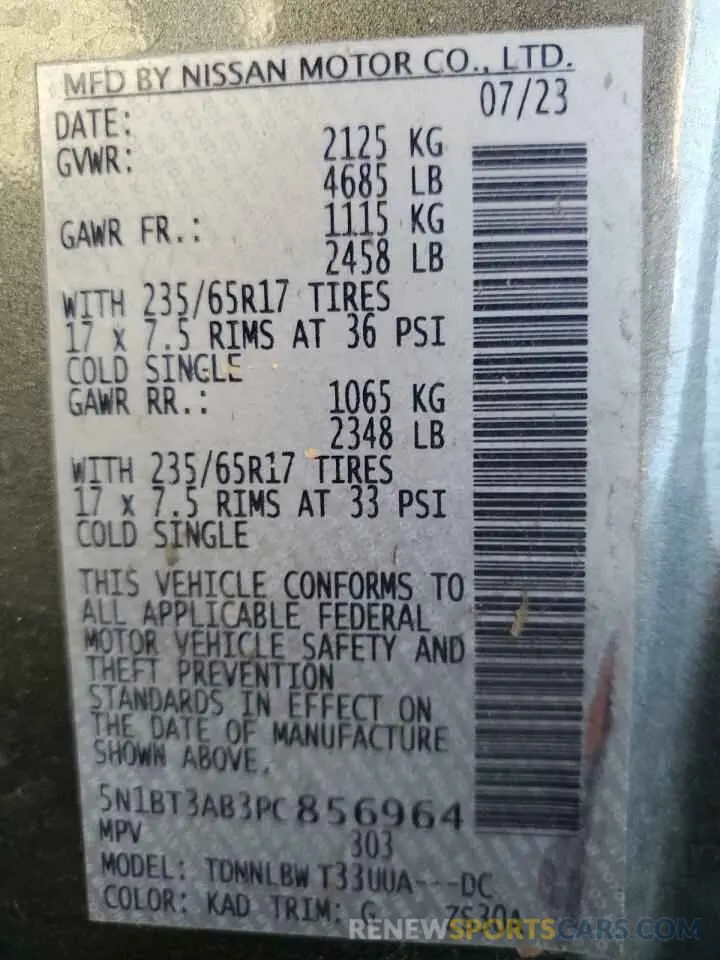 MFD BY NISSAN MOTOR CO., LTD.
DATE: 07/23
GVWR: 2125 KG
4685 LB
GAWR FR.: 1115 KG
2458 LB
WITH 235/65R17 TIRES
17 x 7.5 RIMS AT 36 PSI
COLD SINGLE
GAWR RR.: 1065 KG
2348 LB
WITH 235/65R17 TIRES
17 x 7.5 RIMS AT 33 PSI
COLD SINGLE
THIS VEHICLE CONFORMS TO
ALL APPLICABLE FEDERAL
MOTOR VEHICLE SAFETY AND
THEFT PREVENTION
STANDARDS IN EFFECT ON
THE DATE OF MANUFACTURE
SHOWN ABOVE.
5N1BT3AB3PC856964
MPV 303
MODEL: TDNNLBW T33UUA---DC
COLOR: KAD TRIM: G
RENEWSPORTSCARS.COM